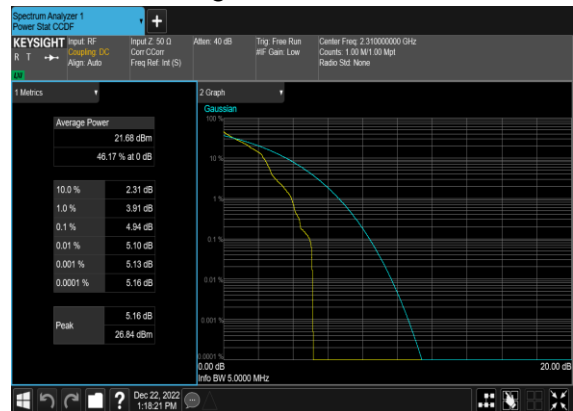 Spectrum Analyzer 1
Power Stat CCDF
KEYSIGHT
R T
Input: RF
Coupling: DC
Align: Auto
Input Z: 50 Ω
Corr CCorr
Freq Ref: Int (S)
Atten: 40 dB
Trig: Free Run
#IF Gain: Low
Center Freq: 2.310000000 GHz
Counts: 1.00 M/1.00 Mpt
Radio Std: None
1 Metrics
Average Power
21.68 dBm
46.17 % at 0 dB
10.0 % 2.31 dB
1.0 % 3.91 dB
0.1 % 4.94 dB
0.01 % 5.10 dB
0.001 % 5.13 dB
0.0001 % 5.16 dB
Peak
5.16 dB
26.84 dBm
2 Graph
Gaussian
100 %
10 %
1 %
0.1 %
0.01 %
0.001 %
0.0001 %
0.00 dB 20.00 dB
Info BW 5.0000 MHz
? Dec 22, 2022
1:18:21 PM